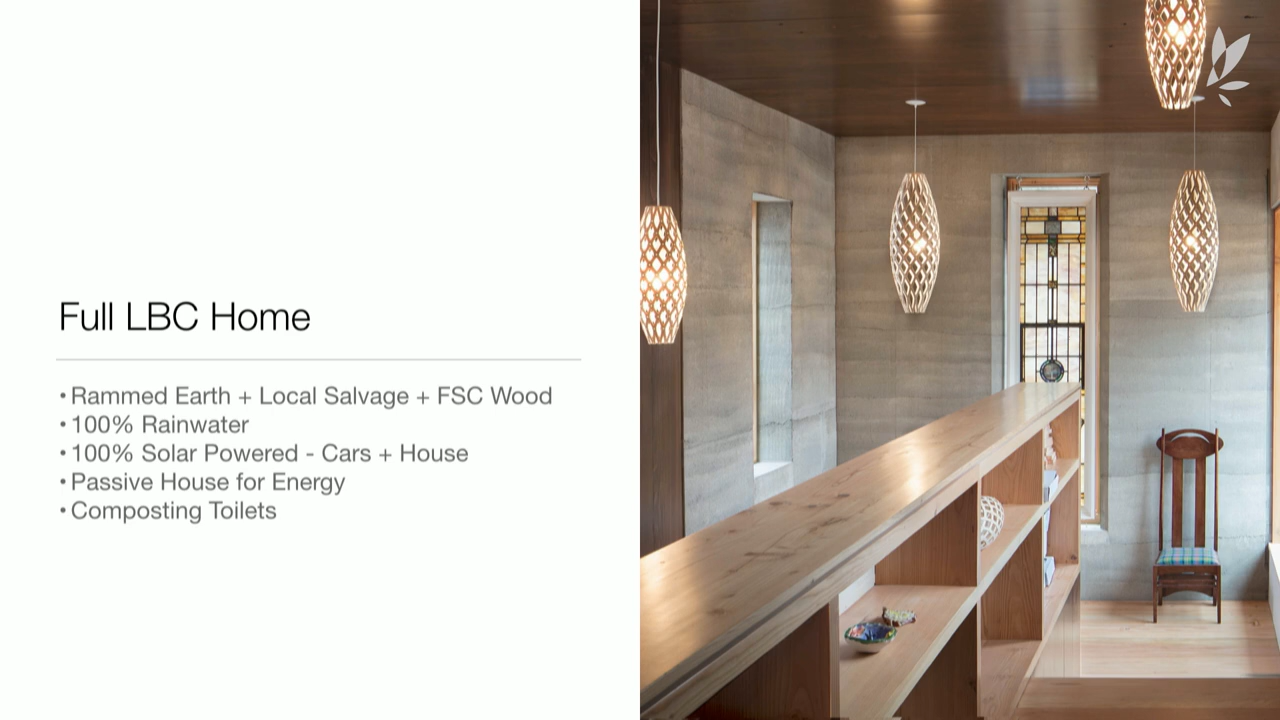 Full LBC Home
• Rammed Earth + Local Salvage + FSC Wood
• 100% Rainwater
• 100% Solar Powered - Cars + House
• Passive House for Energy
• Composting Toilets